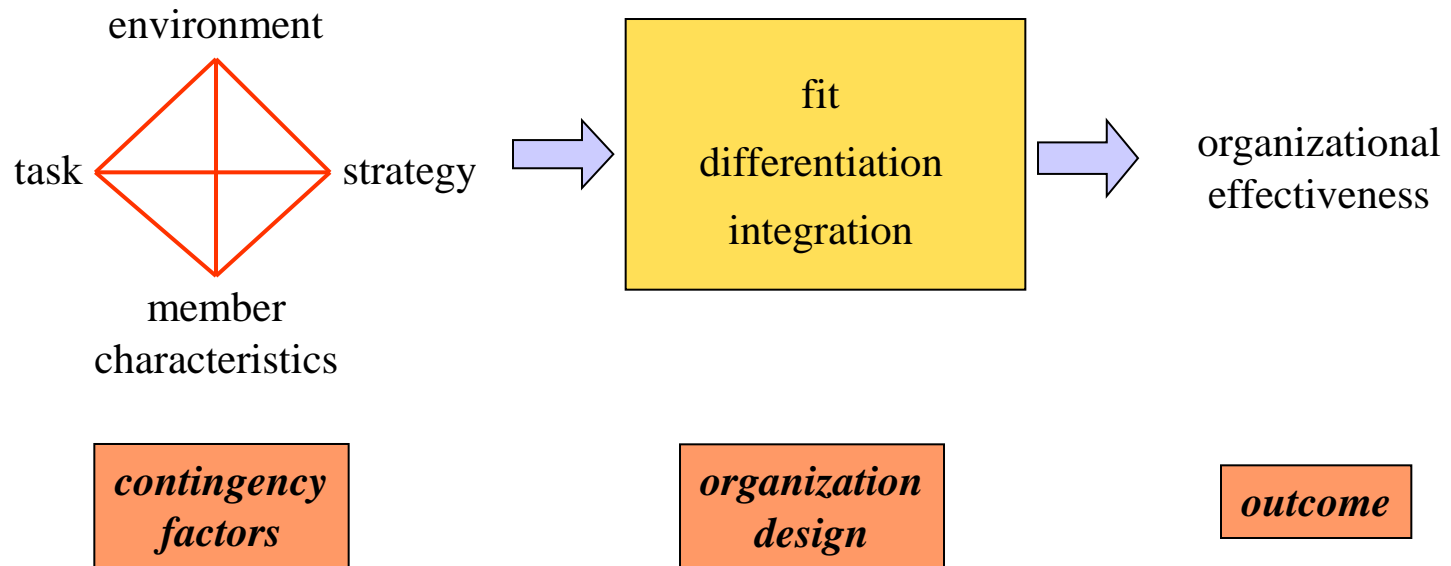 environment
task
strategy
member
characteristics
fit
differentiation
integration
organizational
effectiveness
contingency
factors
organization
design
outcome